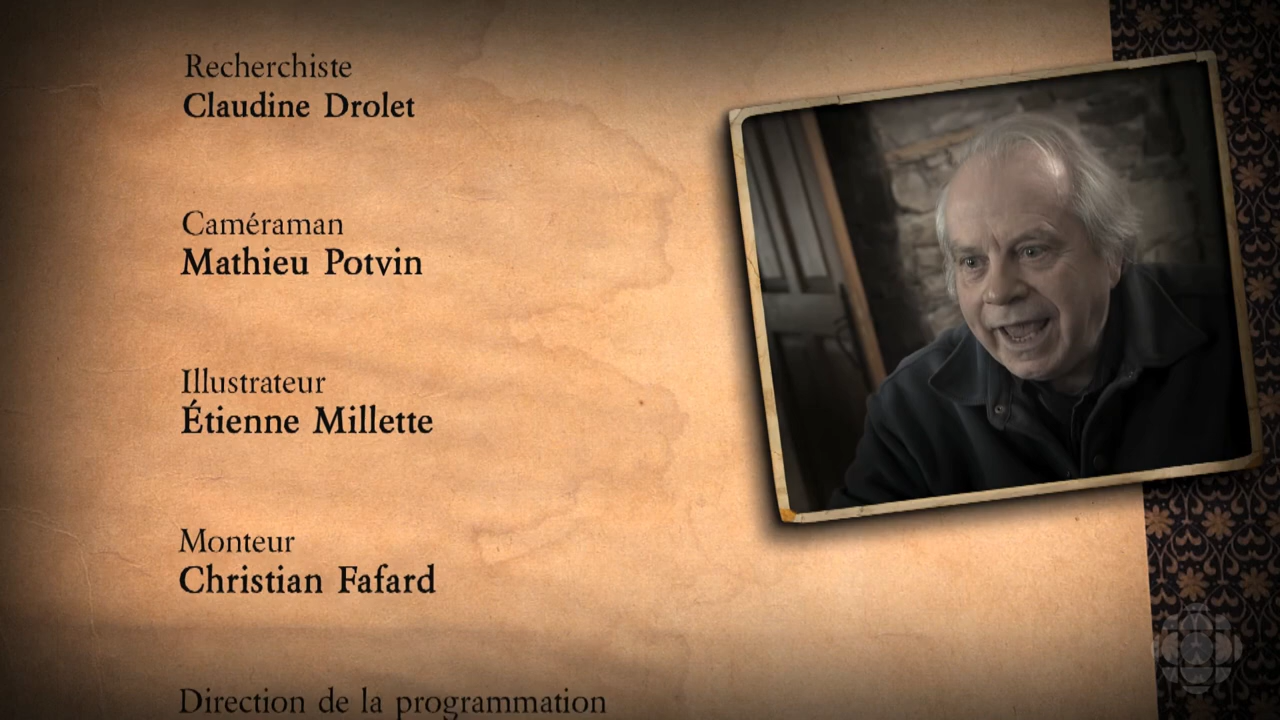 Recherchiste
Claudine Drolet
Caméraman
Mathieu Potvin
Illustrateur
Étienne Millette
Monteur
Christian Fafard
Direction de la programmation